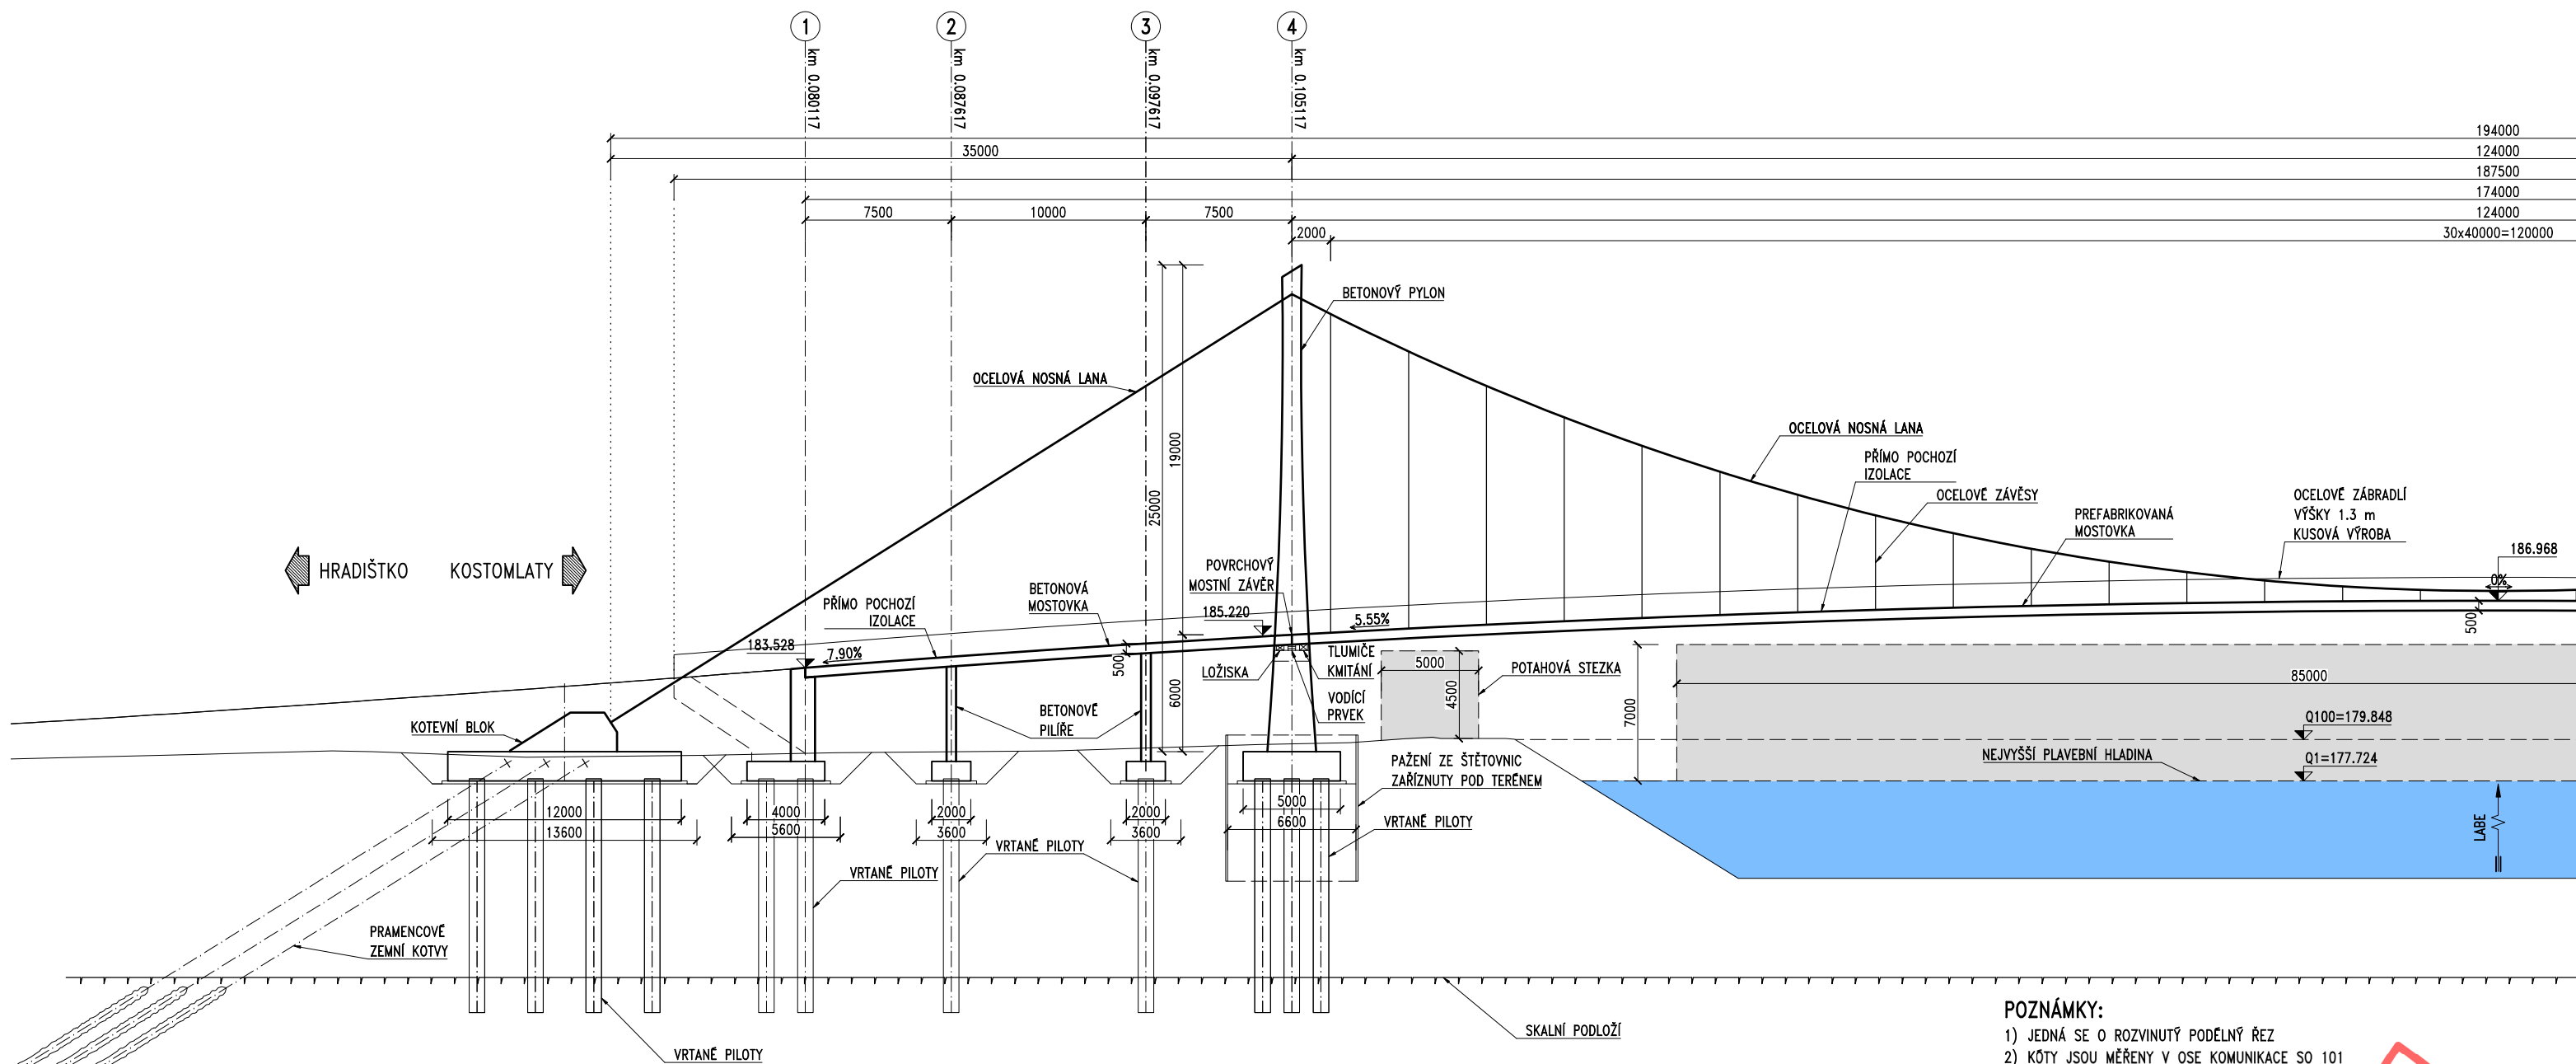 1
2
3
4
km 0.080117
km 0.087617
km 0.097617
km 0.105117
194000
35000
124000
187500
174000
7500
10000
7500
124000
2000
30x40000=120000
BETONOVÝ PYLON
OCELOVÁ NOSNÁ LANA
19000
25000
OCELOVÁ NOSNÁ LANA
PŘÍMO POCHOZÍ
IZOLACE
OCELOVÉ ZÁVĚSY
OCELOVÉ ZÁBRADLÍ
VÝŠKY 1.3 m
KUSOVÁ VÝROBA
PREFABRIKOVANÁ
MOSTOVKA
186.968
0%
500
HRADIŠTKO
KOSTOMLATY
POVRCHOVÝ
MOSTNÍ ZÁVĚR
BETONOVÁ
MOSTOVKA
PŘÍMO POCHOZÍ
IZOLACE
185.220
5.55%
183.528
7.90%
500
6000
LOŽISKA
TLUMIČE
KMITÁNÍ
VODÍCÍ
PRVEK
5000
4500
POTAHOVÁ STEZKA
85000
7000
KOTEVNÍ BLOK
BETONOVÉ
PILÍŘE
Q100=179.848
NEJVYŠŠÍ PLAVEBNÍ HLADINA
Q1=177.724
PAŽENÍ ZE ŠTĚTOVNIC
ZAŘÍZNUTY POD TERÉNEM
12000
13600
4000
5600
2000
3600
2000
3600
5000
6600
VRTANÉ PILOTY
LABE
VRTANÉ PILOTY
VRTANÉ PILOTY
PRAMENCOVÉ
ZEMNÍ KOTVY
SKALNÍ PODLOŽÍ
VRTANÉ PILOTY
POZNÁMKY:
1) JEDNÁ SE O ROZVINUTÝ PODÉLNÝ ŘEZ
2) KÓTY JSOU MĚŘENY V OSE KOMUNIKACE SO 101